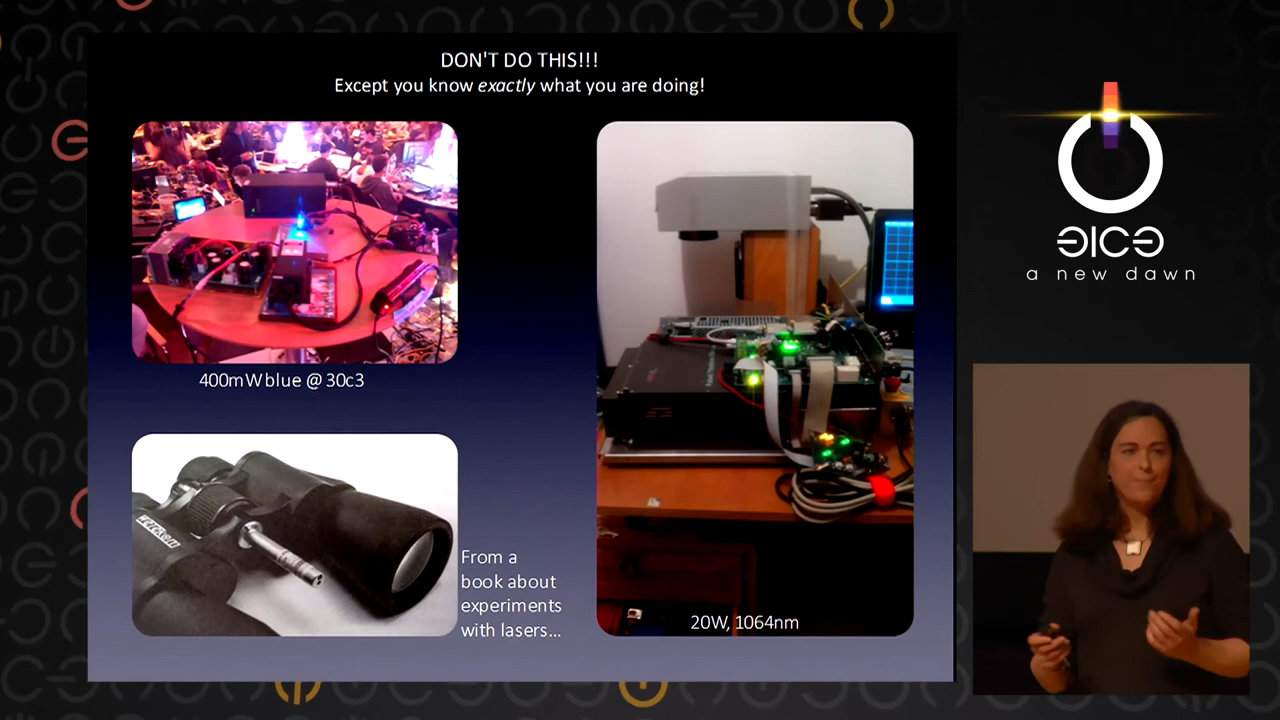 DON'T DO THIS!!!
Except you know exactly what you are doing!
400mW blue @ 30c3
From a
book about
experiments
with lasers...
20W, 1064nm
31C3
a new dawn